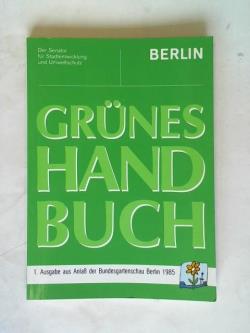 Der Senator
für Stadtentwicklung
und Umweltschutz
BERLIN
GRÜNES
HAND
BUCH
1. Ausgabe aus Anlaß der Bundesgartenschau Berlin 1985